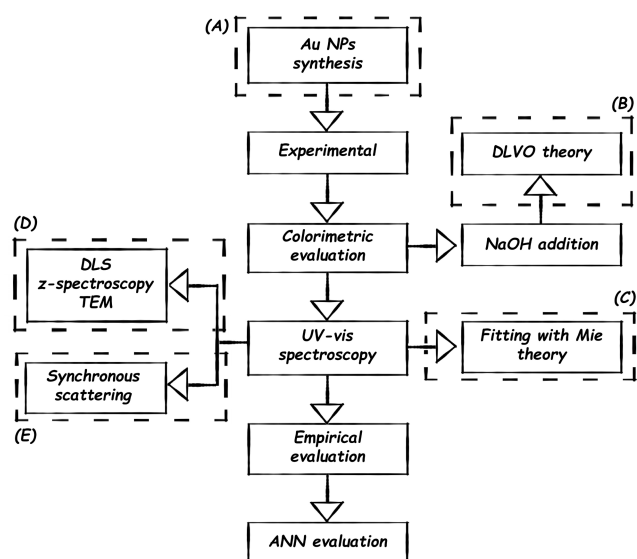 (A)
Au NPs
synthesis
Experimental
(B)
DLVO theory
Colorimetric
evaluation
NaOH addition
(D)
DLS
z-spectroscopy
TEM
UV-vis
spectroscopy
(C)
Fitting with Mie
theory
Synchronous
scattering
(E)
Empirical
evaluation
ANN evaluation